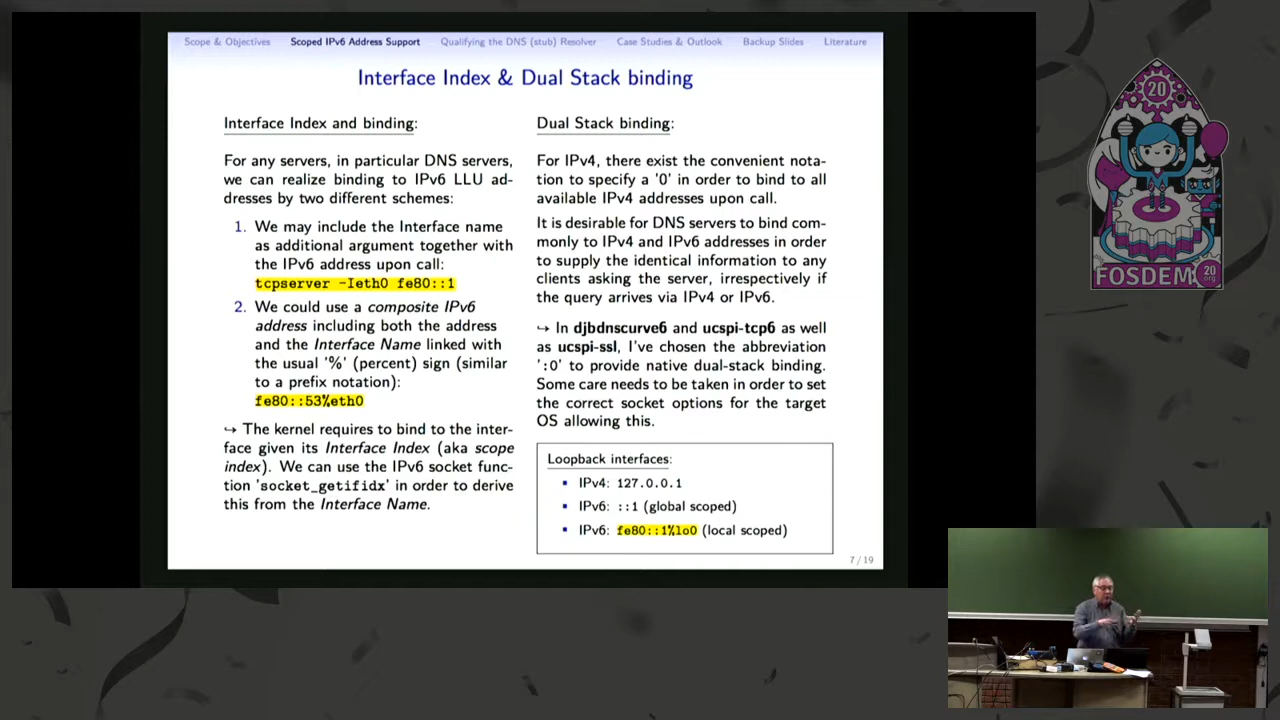 Scope & Objectives Scoped IPv6 Address Support Qualifying the DNS (stub) Resolver Case Studies & Outlook Backup Slides Literature
Interface Index & Dual Stack binding
Interface Index and binding:
For any servers, in particular DNS servers,
we can realize binding to IPv6 LLU ad-
dresses by two different schemes:
1. We may include the Interface name
as additional argument together with
the IPv6 address upon call:
tcpserver -Ieth0 fe80::1
2. We could use a composite IPv6
address including both the address
and the Interface Name linked with
the usual '%' (percent) sign (similar
to a prefix notation):
fe80::53%eth0
↪ The kernel requires to bind to the inter-
face given its Interface Index (aka scope
index). We can use the IPv6 socket func-
tion 'socket_getifidx' in order to derive
this from the Interface Name.
Dual Stack binding:
For IPv4, there exist the convenient nota-
tion to specify a '0' in order to bind to all
available IPv4 addresses upon call.
It is desirable for DNS servers to bind com-
monly to IPv4 and IPv6 addresses in order
to supply the identical information to any
clients asking the server, irrespectively if
the query arrives via IPv4 or IPv6.
↪ In djbdnscurve6 and ucspi-tcp6 as well
as ucspi-ssl, I've chosen the abbreviation
':0' to provide native dual-stack binding.
Some care needs to be taken in order to set
the correct socket options for the target
OS allowing this.
Loopback interfaces:
▪ IPv4: 127.0.0.1
▪ IPv6: ::1 (global scoped)
▪ IPv6: fe80::1%lo0 (local scoped)
7 / 19
20
FOSDEM
20
.org